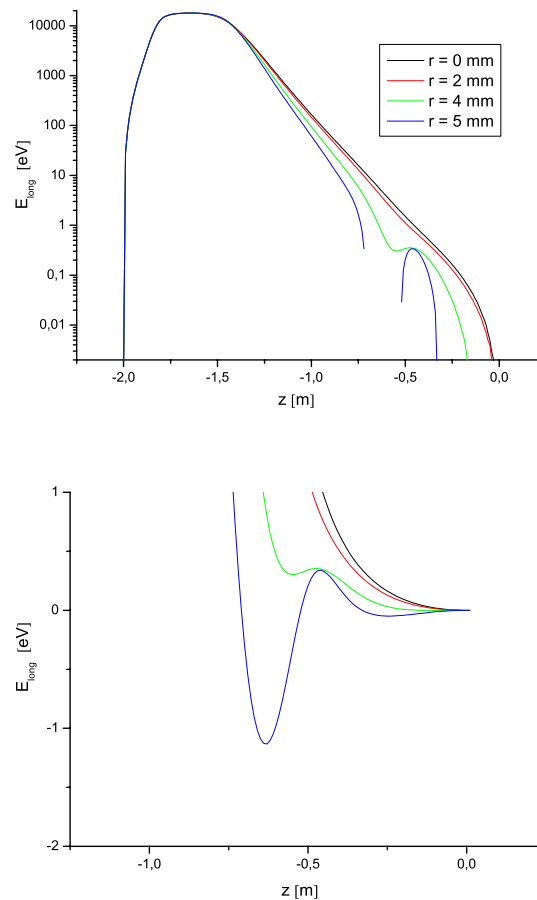 10000
1000
100
10
1
0,1
0,01
E_long [eV]
-2,0 -1,5 -1,0 -0,5 0,0
z [m]
r = 0 mm
r = 2 mm
r = 4 mm
r = 5 mm
1
0
-1
-2
E_long [eV]
-1,0 -0,5 0,0
z [m]